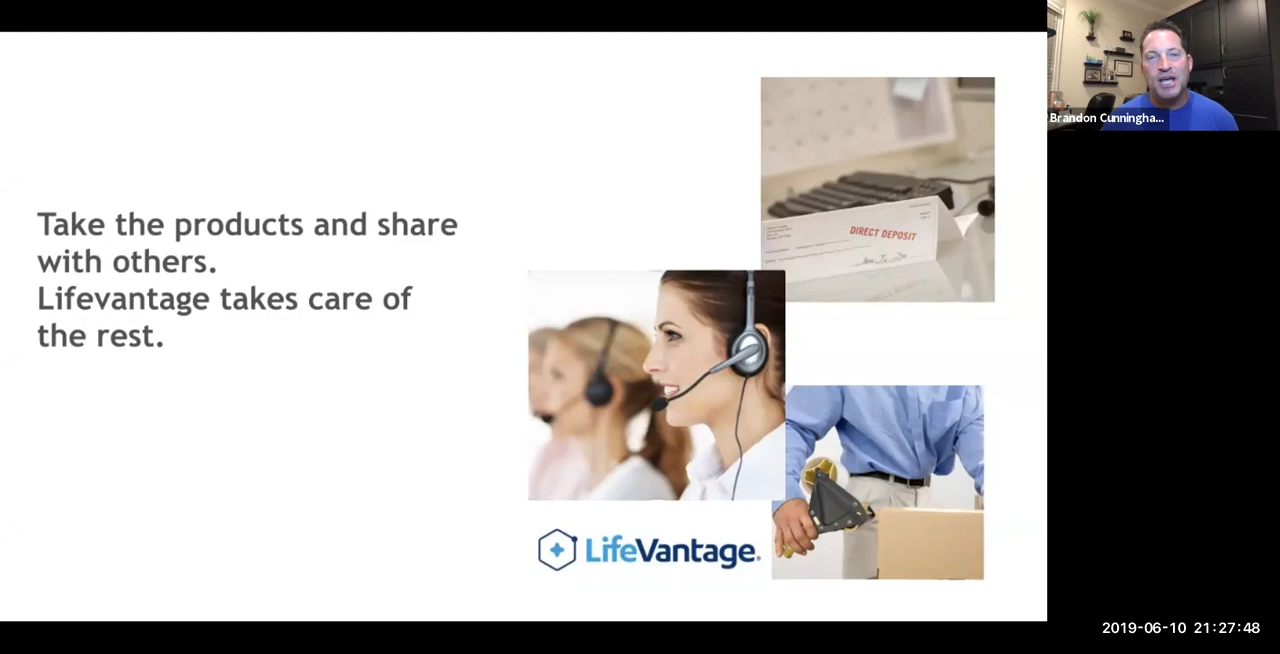 Take the products and share
with others.
Lifevantage takes care of
the rest.
DIRECT DEPOSIT
LifeVantage®
Brandon Cunningha...
2019-06-10 21:27:48